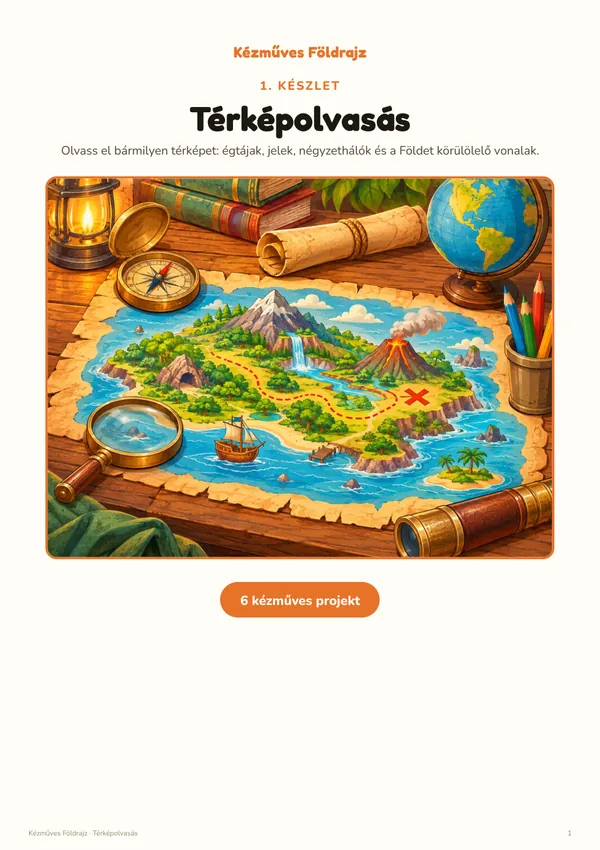 Kézműves Földrajz
1. KÉSZLET
Térképolvasás
Olvass el bármilyen térképet: égtájak, jelek, négyzethálók és a Földet körülölelő vonalak.
6 kézműves projekt
Kézműves Földrajz · Térképolvasás
1